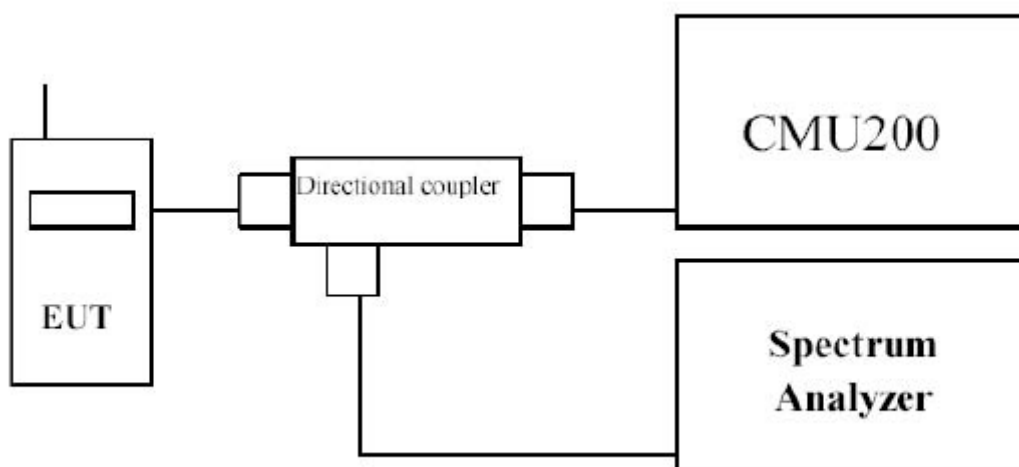 CMU200
Directional coupler
EUT
Spectrum
Analyzer